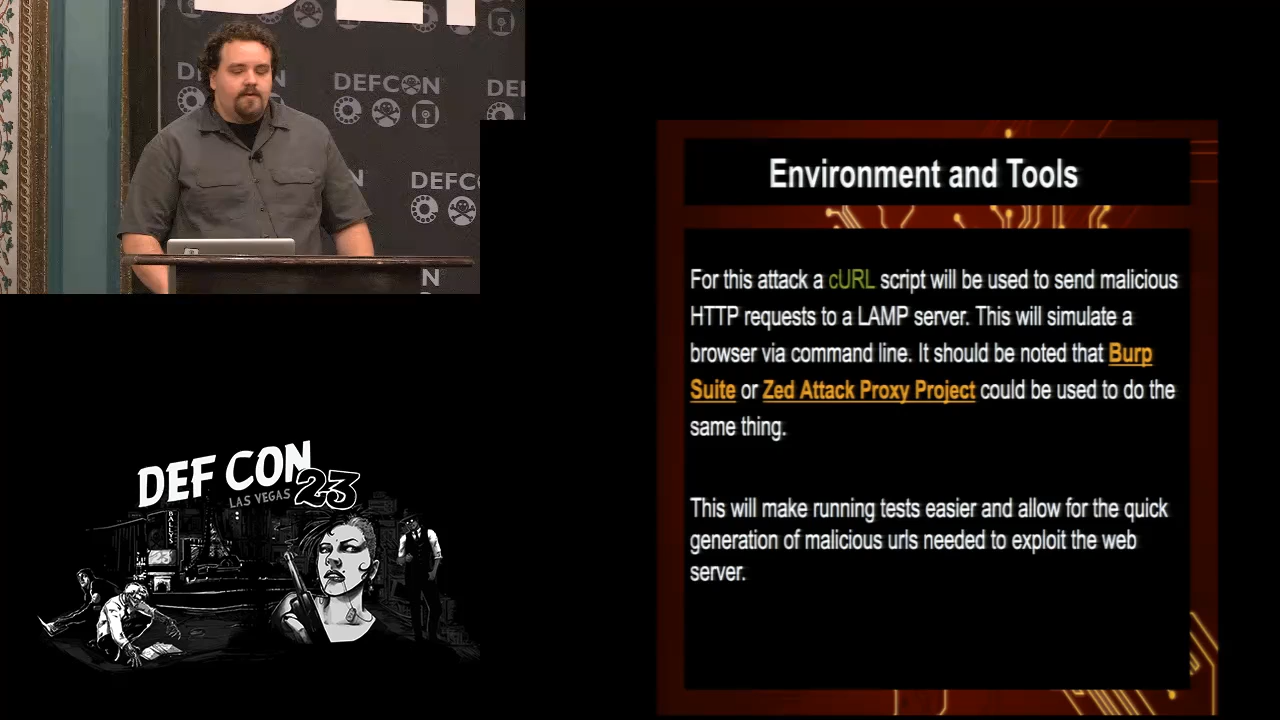 DEFCON
DEFCON
DEF CON
LAS VEGAS 23
BALLYS
Environment and Tools
For this attack a cURL script will be used to send malicious
HTTP requests to a LAMP server. This will simulate a
browser via command line. It should be noted that Burp
Suite or Zed Attack Proxy Project could be used to do the
same thing.
This will make running tests easier and allow for the quick
generation of malicious urls needed to exploit the web
server.